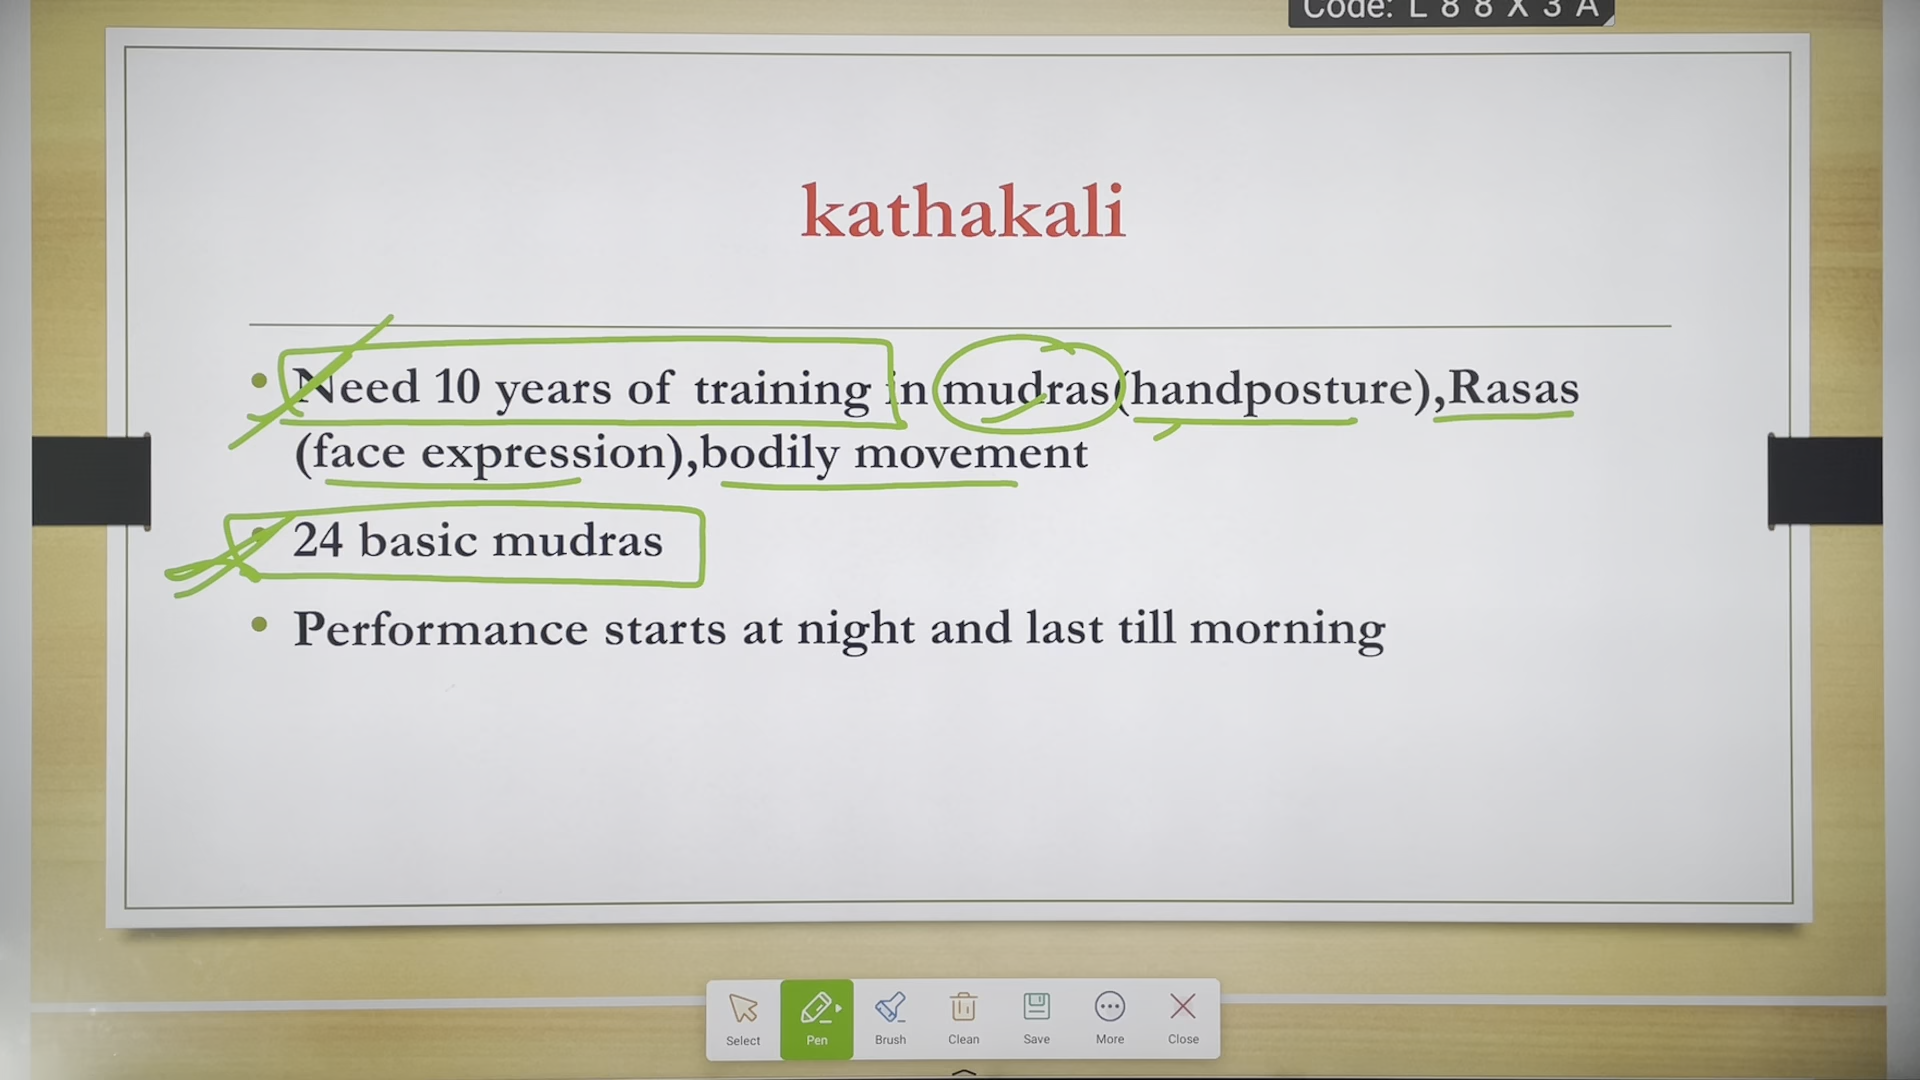 Code: L 8 8 X 3 A
kathakali
• Need 10 years of training in mudras(handposture),Rasas
(face expression),bodily movement
• 24 basic mudras
• Performance starts at night and last till morning
Select Pen Brush Clean Save More Close